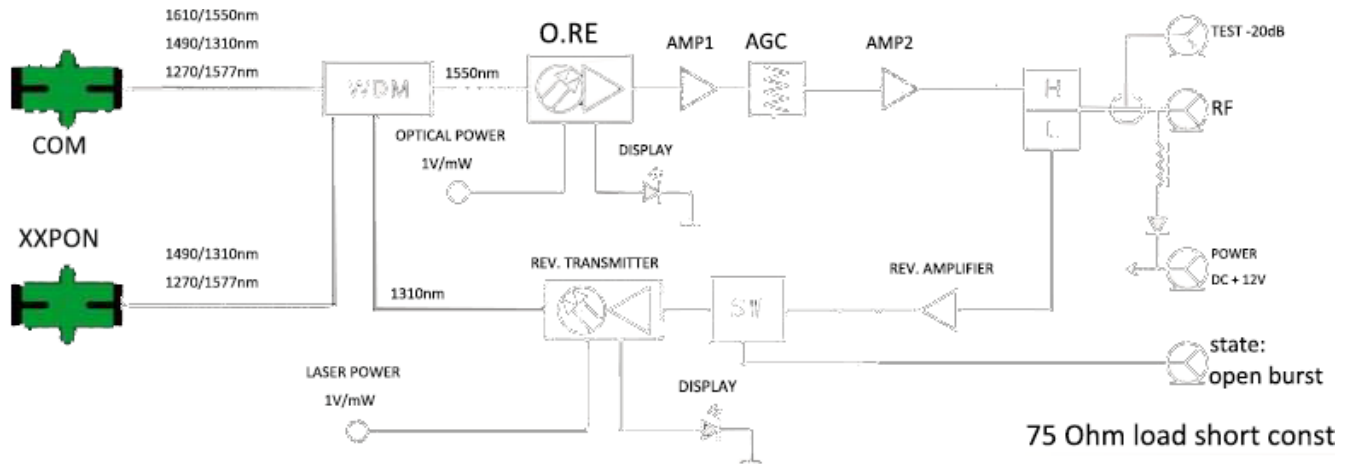 1610/1550nm
1490/1310nm
1270/1577nm
COM
WDM
1550nm
O.RE
AMP1
AGC
AMP2
H
L
TEST -20dB
RF
OPTICAL POWER
1V/mW
DISPLAY
XXPON
1490/1310nm
1270/1577nm
1310nm
REV. TRANSMITTER
SW
REV. AMPLIFIER
POWER
DC + 12V
LASER POWER
1V/mW
DISPLAY
state:
open burst
75 Ohm load short const